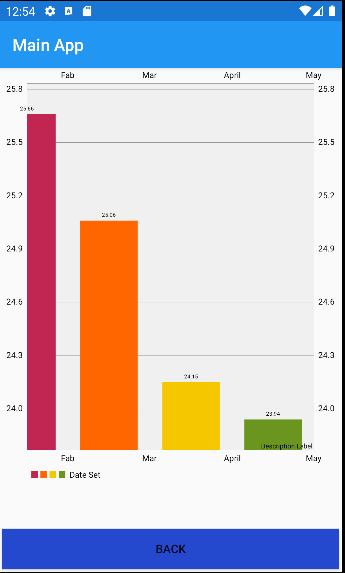 12:54
Main App
Fab Mar April May
25.8 25.8
25.66
25.5 25.5
25.2 25.2
25.06
24.9 24.9
24.6 24.6
24.3 24.3
24.15
24.0 24.0
23.94
Description Label
Fab Mar April May
Date Set
BACK